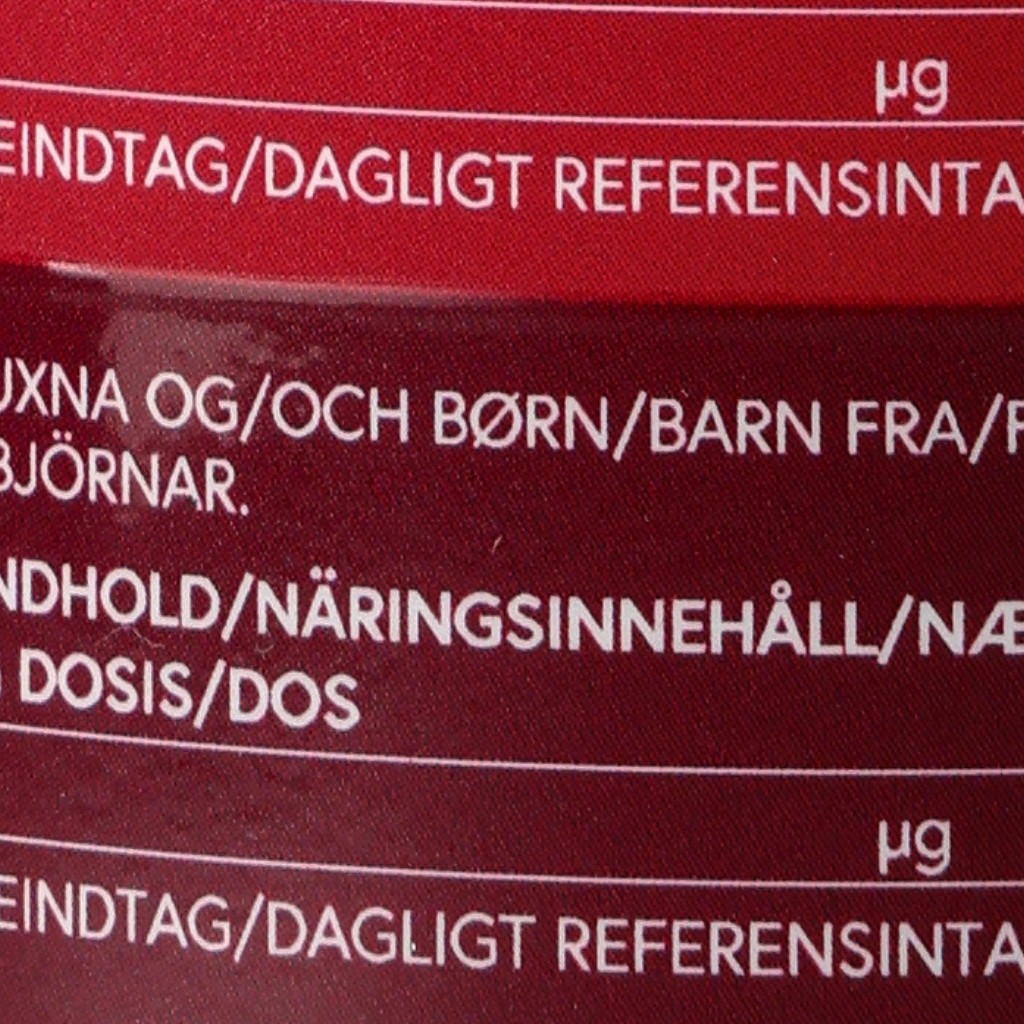 µg
EINDTAG/DAGLIGT REFERENSINTA
UXNA OG/OCH BØRN/BARN FRA/F
BJÖRNAR.
NDHOLD/NÄRINGSINNEHÅLL/NÆ
DOSIS/DOS
µg
EINDTAG/DAGLIGT REFERENSINTA